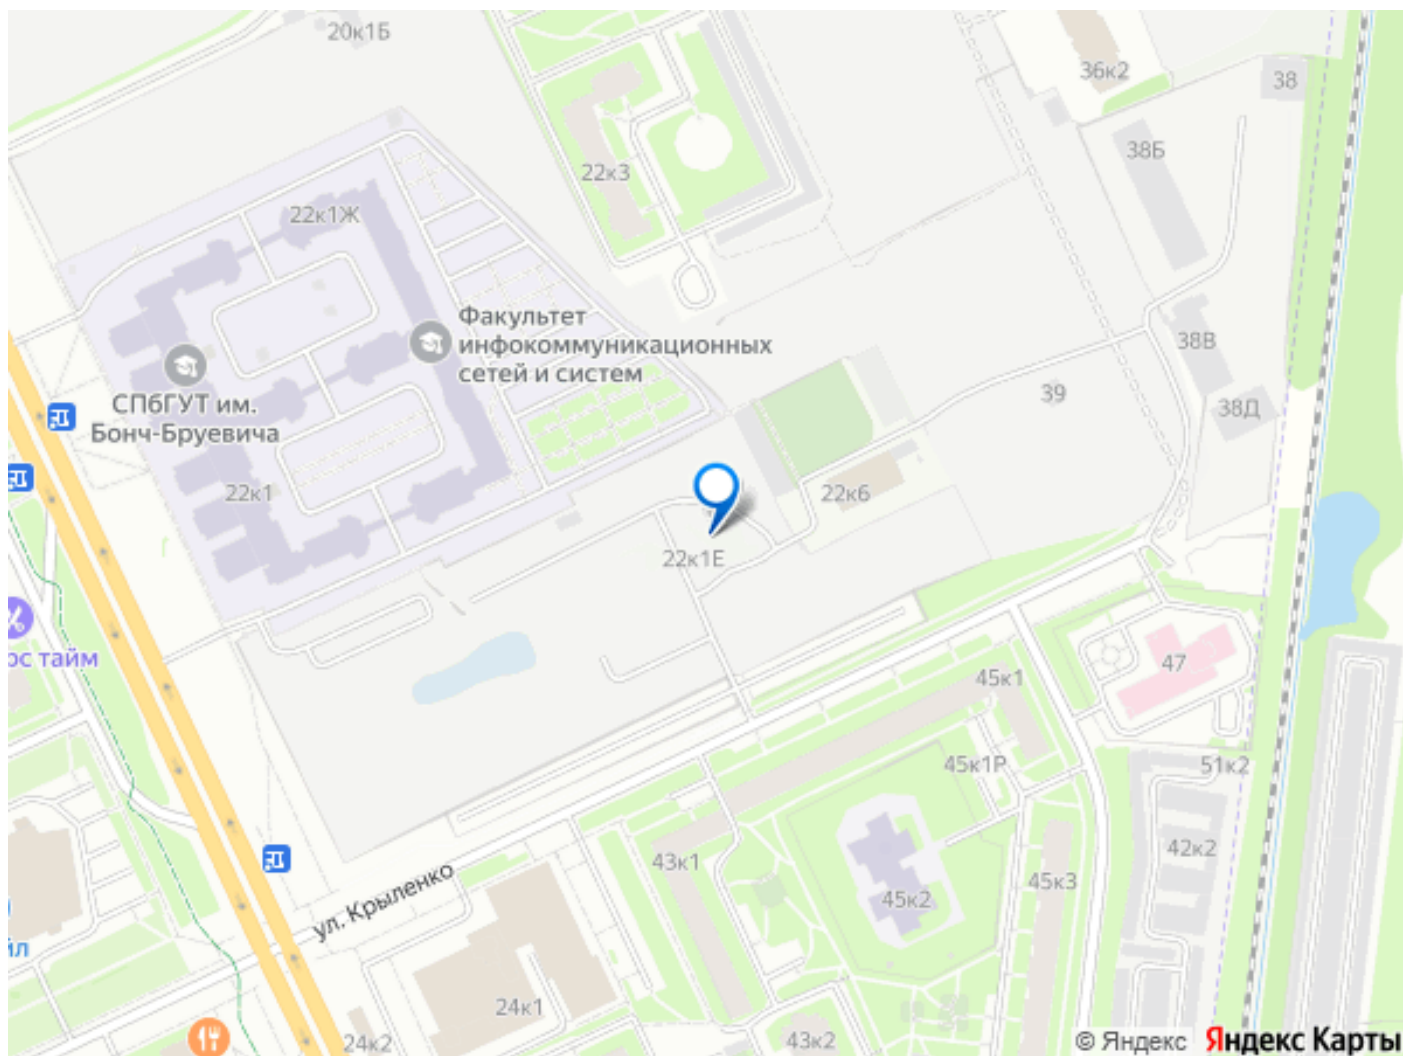 20к1Б
36к2
38
38Б
22к3
22к1Ж
Факультет
инфокоммуникационных
сетей и систем
СПбГУТ им.
Бонч-Бруевича
38В
39
38Д
22к1
22к6
22к1Е
ос тайм
47
45к1
45к1Р
51к2
43к1
42к2
45к3
45к2
ул. Крыленко
йл
24к1
24к2
43к2
© Яндекс Яндекс Карты